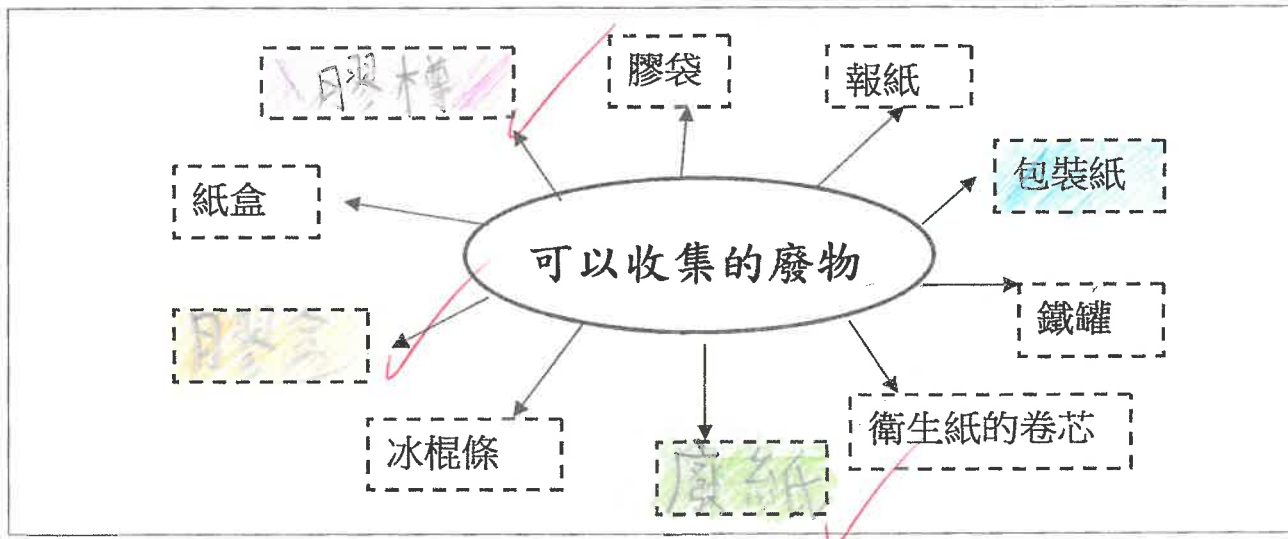 膠樽
膠袋
報紙
包裝紙
紙盒
可以收集的廢物
鐵罐
膠盒
衛生紙的卷芯
冰棍條
廢紙